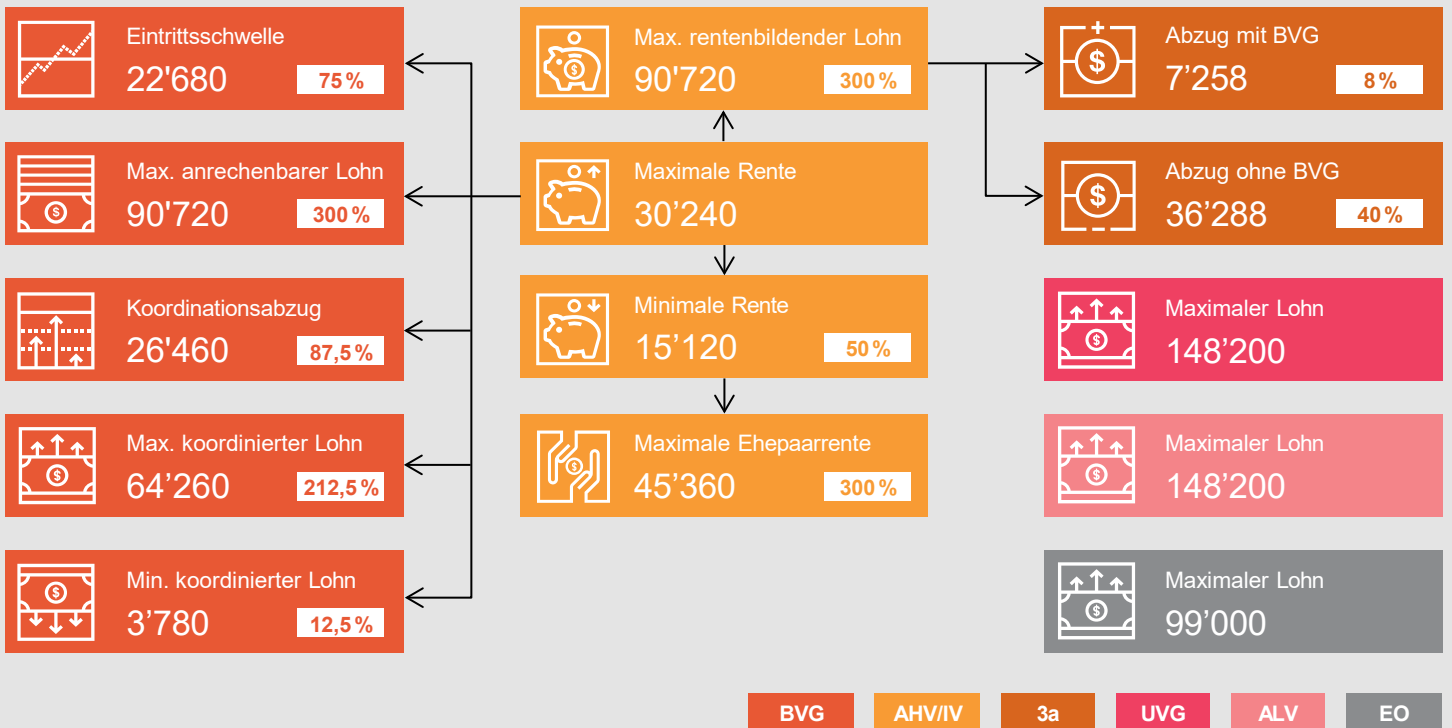 Eintrittsschwelle
22'680 75 %
Max. anrechenbarer Lohn
90'720 300 %
Koordinationsabzug
26'460 87,5 %
Max. koordinierter Lohn
64’260 212,5 %
Min. koordinierter Lohn
3’780 12,5 %
Max. rentenbildender Lohn
90’720 300 %
Maximale Rente
30’240
Minimale Rente
15’120 50 %
Maximale Ehepaarrente
45’360 300 %
Abzug mit BVG
7’258 8 %
Abzug ohne BVG
36’288 40 %
Maximaler Lohn
148’200
Maximaler Lohn
148’200
Maximaler Lohn
99’000
BVG AHV/IV 3a UVG ALV EO